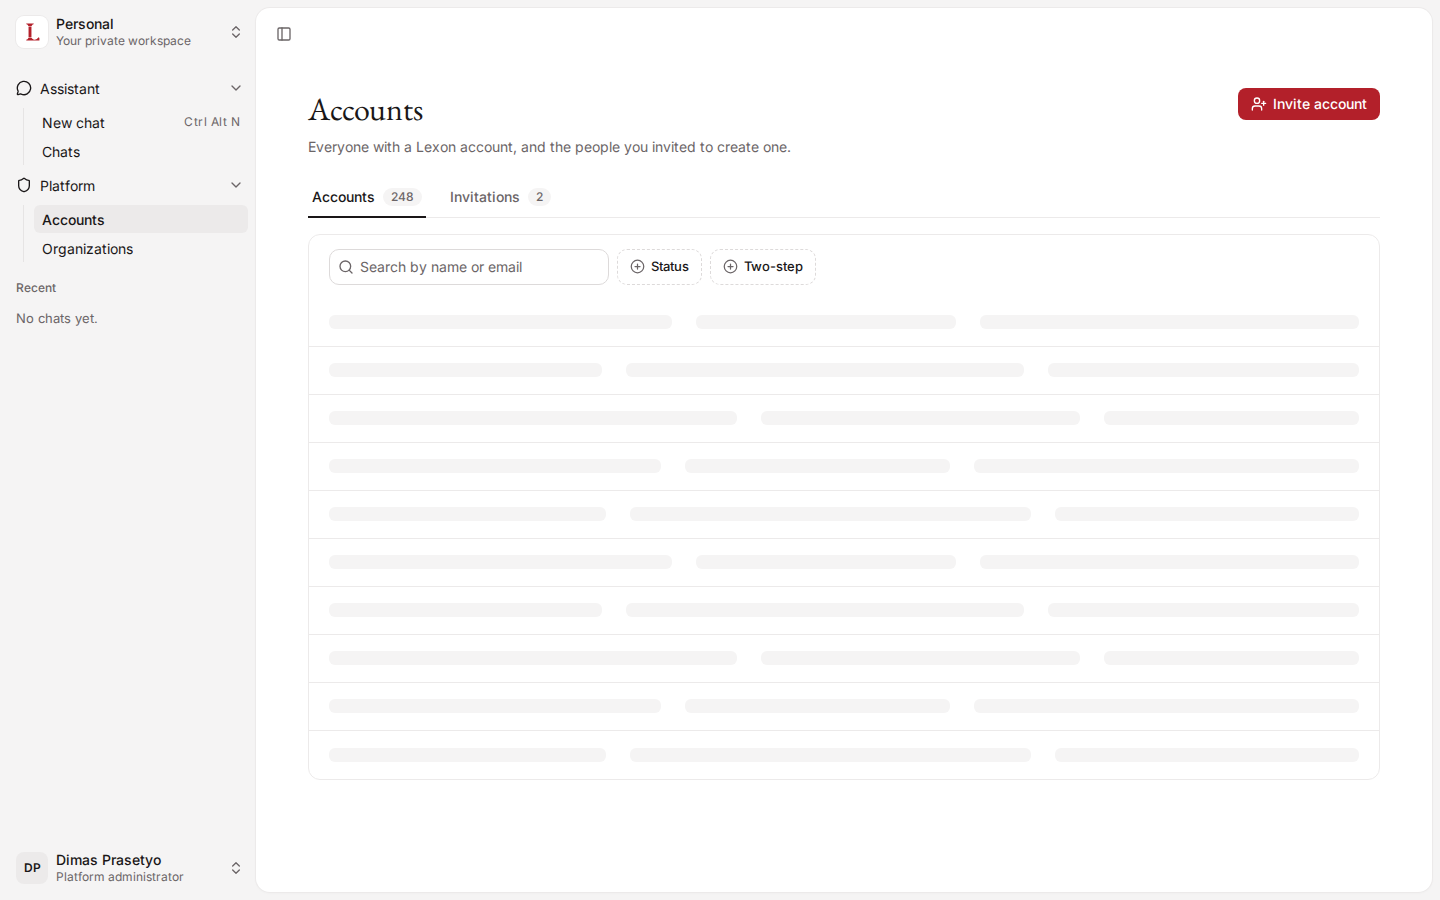 L
Personal
Your private workspace
Assistant
New chat
Ctrl Alt N
Chats
Platform
Accounts
Organizations
Recent
No chats yet.
DP
Dimas Prasetyo
Platform administrator
Accounts
Invite account
Everyone with a Lexon account, and the people you invited to create one.
Accounts 248
Invitations 2
Search by name or email
Status
Two-step